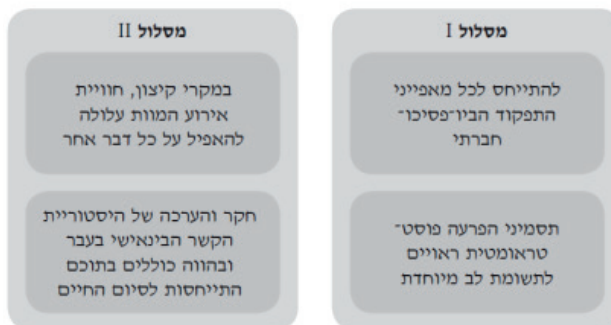 מסלול I
להתייחס לכל מאפייני
התפקוד הביו־פסיכו־
חברתי
תסמיני הפרעה פוסט־
טראומטית ראויים
לתשומת לב מיוחדת
מסלול II
במקרי קיצון, חוויית
אירוע המוות עלולה
להאפיל על כל דבר אחר
חקר והערכה של היסטוריית
הקשר הבינאישי בעבר
ובהווה כוללים בתוכם
התייחסות לסיום החיים